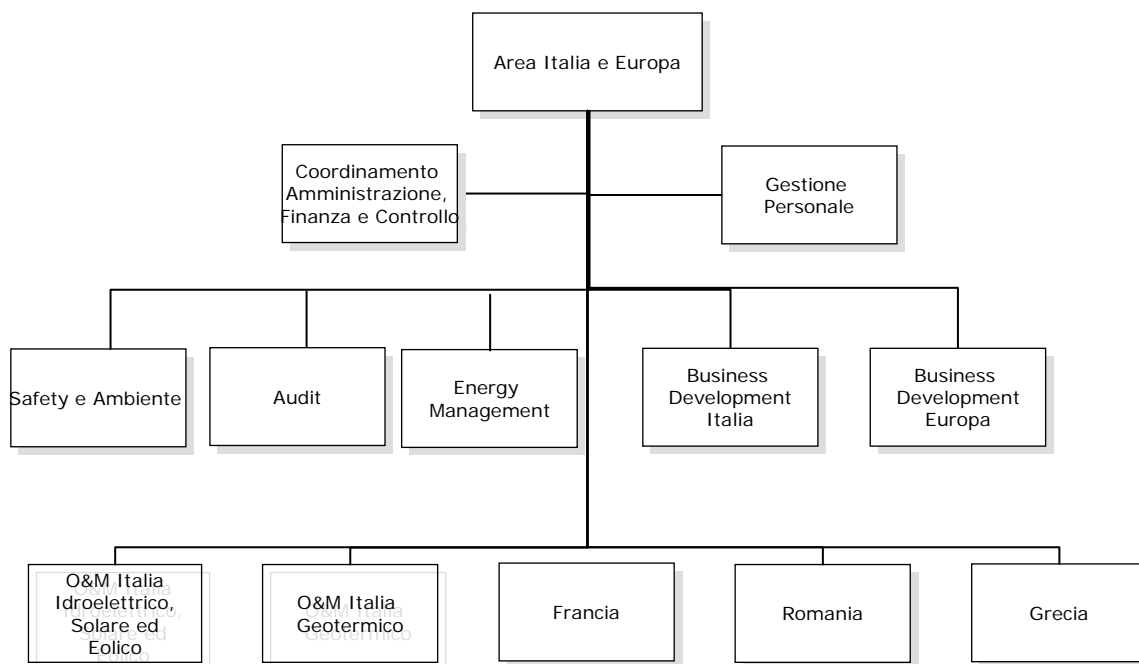 Area Italia e Europa
Coordinamento
Amministrazione,
Finanza e Controllo
Gestione
Personale
Safety e Ambiente
Audit
Energy
Management
Business
Development
Italia
Business
Development
Europa
O&M Italia
Idroelettrico,
Solare ed
Eolico
O&M Italia
Geotermico
Francia
Romania
Grecia